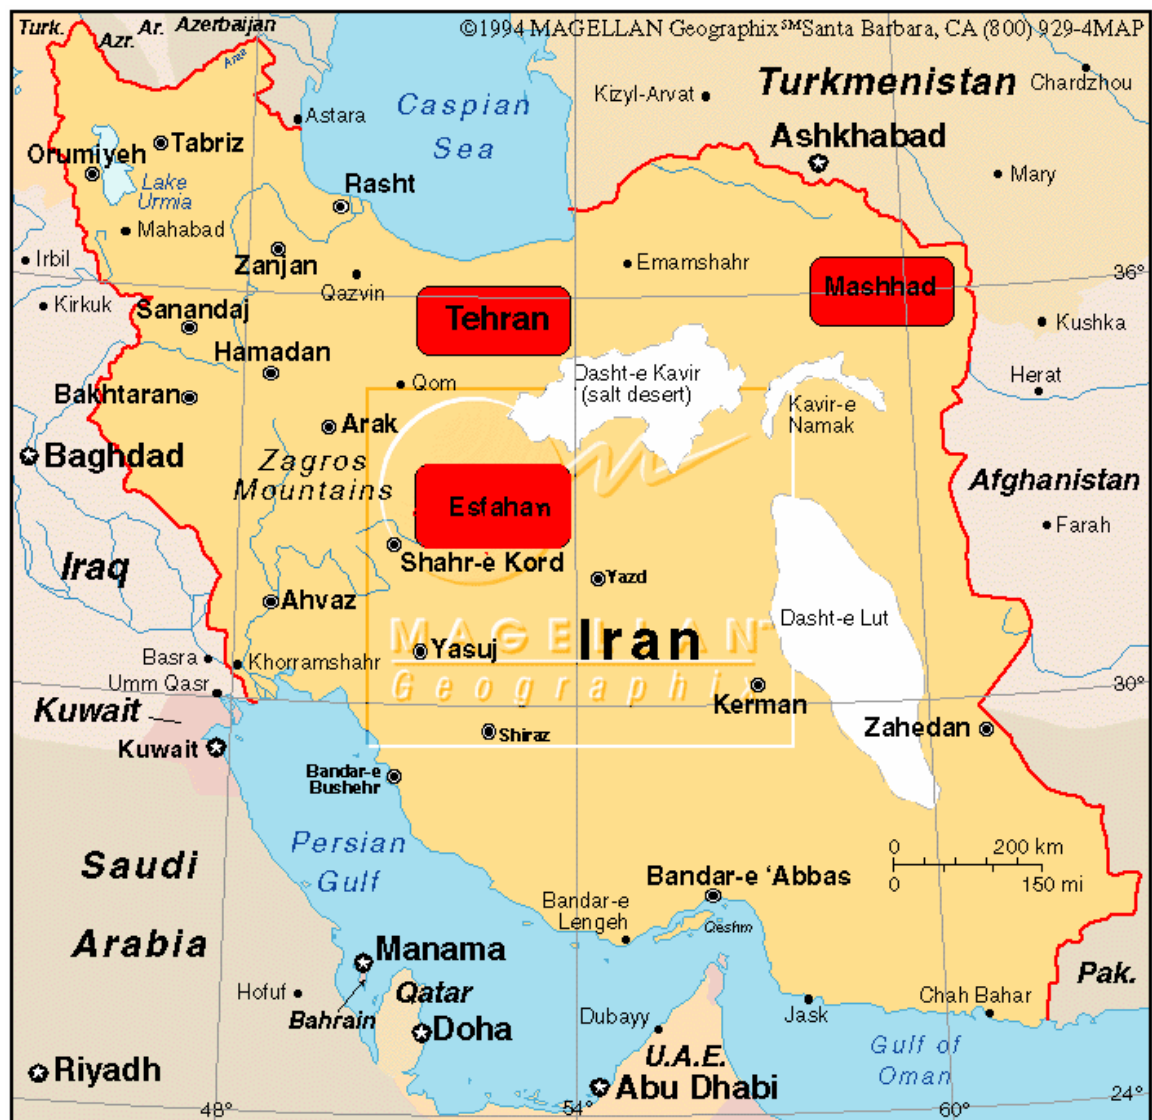 ©1994 MAGELLAN Geographix℠Santa Barbara, CA (800) 929-4MAP
Turk.
Azr.
Ar.
Azerbaijan
Aras
Astara
Caspian
Sea
Kizyl-Arvat
Turkmenistan
Chardzhou
Ashkhabad
Mary
Tabriz
Orumiyeh
Lake
Urmia
Rasht
Mahabad
Irbil
Zanjan
Qazvin
Emamshahr
Mashhad
36°
Kirkuk
Sanandaj
Tehran
Kushka
Hamadan
Bakhtaran
Qom
Dasht-e Kavir
(salt desert)
Kavir-e
Namak
Herat
Arak
Baghdad
Zagros
Mountains
Afghanistan
Esfahan
Farah
Iraq
Shahr-e Kord
Yazd
Ahvaz
Dasht-e Lut
MAGELLAN
Geographix
Iran
Yasuj
Basra
Khorramshahr
Umm Qasr
30°
Kuwait
Kuwait
Kerman
Zahedan
Shiraz
Bandar-e
Bushehr
Persian
Gulf
0 200 km
0 150 mi
Saudi
Arabia
Bandar-e ‘Abbas
Bandar-e
Lengeh
Qeshm
Manama
Qatar
Pak.
Hofuf
Bahrain
Doha
Dubayy
Jask
Chah Bahar
U.A.E.
Gulf of
Oman
Riyadh
Abu Dhabi
48°
54°
60°
24°